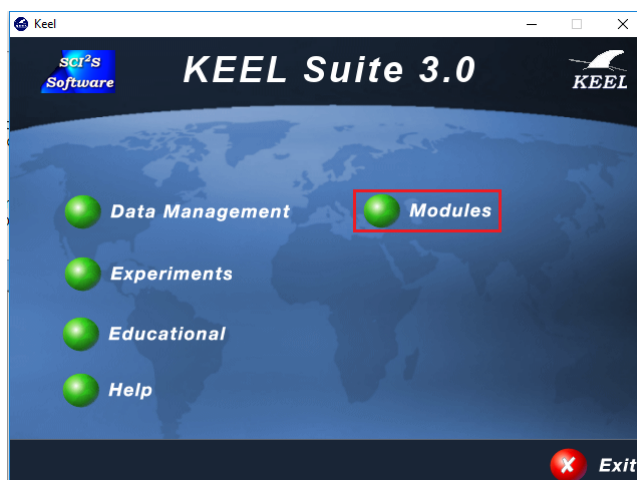 Keel
SCI²S
Software
KEEL Suite 3.0
KEEL
Data Management
Modules
Experiments
Educational
Help
Exit